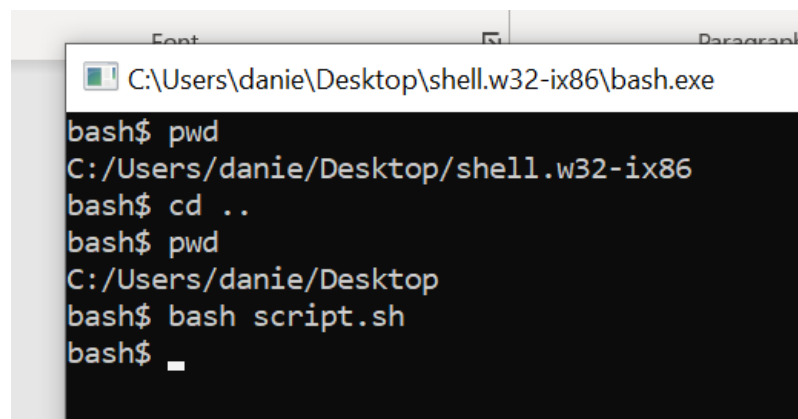 Font Paragraph
C:\Users\danie\Desktop\shell.w32-ix86\bash.exe
bash$ pwd
C:/Users/danie/Desktop/shell.w32-ix86
bash$ cd ..
bash$ pwd
C:/Users/danie/Desktop
bash$ bash script.sh
bash$